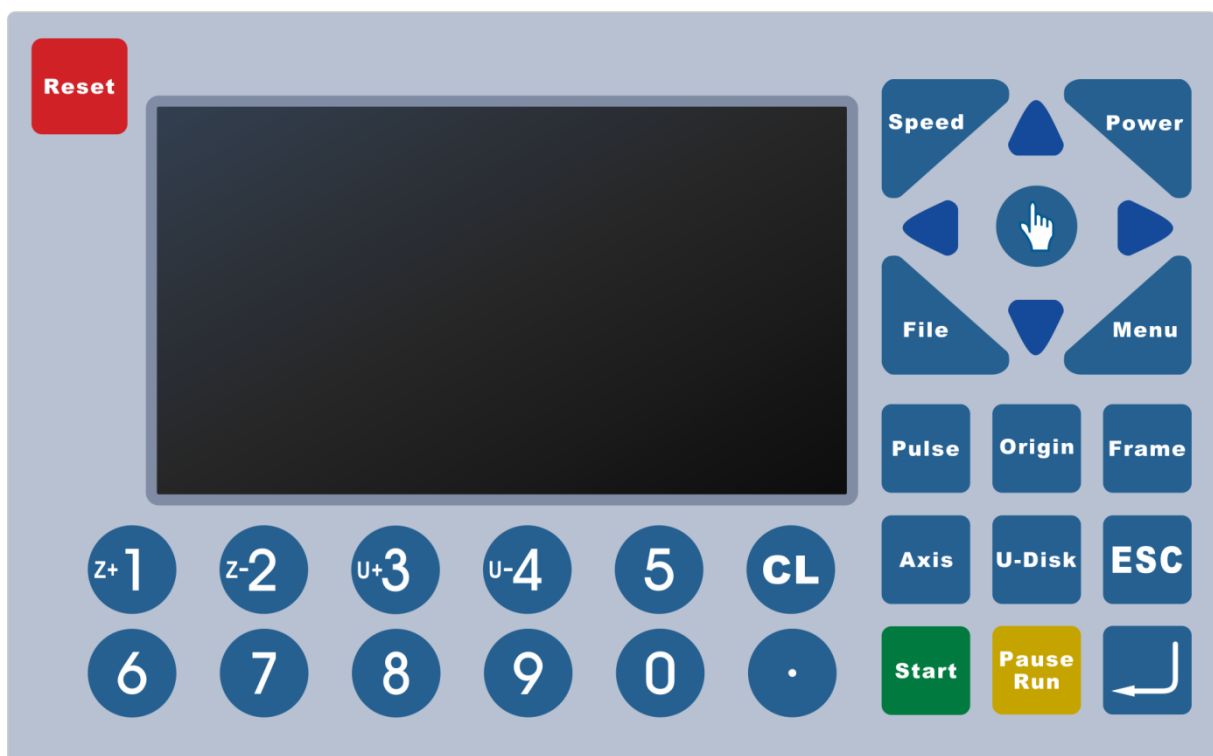 Reset
Speed
Power
File
Menu
Pulse
Origin
Frame
Axis
U-Disk
ESC
Z+1
Z-2
U+3
U-4
5
CL
6
7
8
9
0
.
Start
Pause
Run